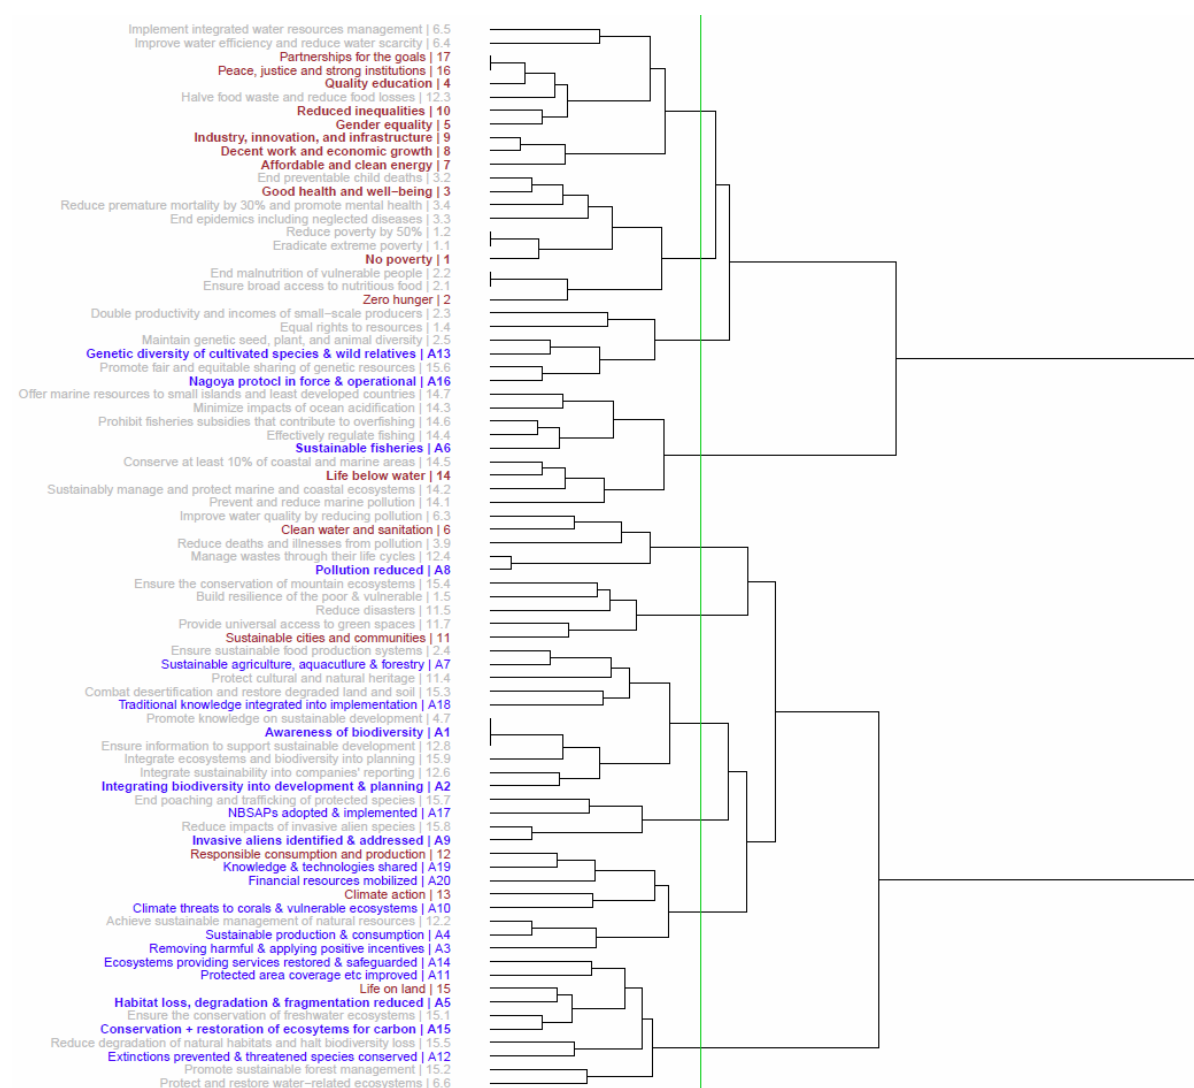 Implement integrated water resources management | 6.5
Improve water efficiency and reduce water scarcity | 6.4
Partnerships for the goals | 17
Peace, justice and strong institutions | 16
Quality education | 4
Halve food waste and reduce food losses | 12.3
Reduced inequalities | 10
Gender equality | 5
Industry, innovation, and infrastructure | 9
Decent work and economic growth | 8
Affordable and clean energy | 7
End preventable child deaths | 3.2
Good health and well−being | 3
Reduce premature mortality by 30% and promote mental health | 3.4
End epidemics including neglected diseases | 3.3
Reduce poverty by 50% | 1.2
Eradicate extreme poverty | 1.1
No poverty | 1
End malnutrition of vulnerable people | 2.2
Ensure broad access to nutritious food | 2.1
Zero hunger | 2
Double productivity and incomes of small−scale producers | 2.3
Equal rights to resources | 1.4
Maintain genetic seed, plant, and animal diversity | 2.5
Genetic diversity of cultivated species & wild relatives | A13
Promote fair and equitable sharing of genetic resources | 15.6
Nagoya protocl in force & operational | A16
Offer marine resources to small islands and least developed countries | 14.7
Minimize impacts of ocean acidification | 14.3
Prohibit fisheries subsidies that contribute to overfishing | 14.6
Effectively regulate fishing | 14.4
Sustainable fisheries | A6
Conserve at least 10% of coastal and marine areas | 14.5
Life below water | 14
Sustainably manage and protect marine and coastal ecosystems | 14.2
Prevent and reduce marine pollution | 14.1
Improve water quality by reducing pollution | 6.3
Clean water and sanitation | 6
Reduce deaths and illnesses from pollution | 3.9
Manage wastes through their life cycles | 12.4
Pollution reduced | A8
Ensure the conservation of mountain ecosystems | 15.4
Build resilience of the poor & vulnerable | 1.5
Reduce disasters | 11.5
Provide universal access to green spaces | 11.7
Sustainable cities and communities | 11
Ensure sustainable food production systems | 2.4
Sustainable agriculture, aquacutlure & forestry | A7
Protect cultural and natural heritage | 11.4
Combat desertification and restore degraded land and soil | 15.3
Traditional knowledge integrated into implementation | A18
Promote knowledge on sustainable development | 4.7
Awareness of biodiversity | A1
Ensure information to support sustainable development | 12.8
Integrate ecosystems and biodiversity into planning | 15.9
Integrate sustainability into companies' reporting | 12.6
Integrating biodiversity into development & planning | A2
End poaching and trafficking of protected species | 15.7
NBSAPs adopted & implemented | A17
Reduce impacts of invasive alien species | 15.8
Invasive aliens identified & addressed | A9
Responsible consumption and production | 12
Knowledge & technologies shared | A19
Financial resources mobilized | A20
Climate action | 13
Climate threats to corals & vulnerable ecosystems | A10
Achieve sustainable management of natural resources | 12.2
Sustainable production & consumption | A4
Removing harmful & applying positive incentives | A3
Ecosystems providing services restored & safeguarded | A14
Protected area coverage etc improved | A11
Life on land | 15
Habitat loss, degradation & fragmentation reduced | A5
Ensure the conservation of freshwater ecosystems | 15.1
Conservation + restoration of ecosytems for carbon | A15
Reduce degradation of natural habitats and halt biodiversity loss | 15.5
Extinctions prevented & threatened species conserved | A12
Promote sustainable forest management | 15.2
Protect and restore water−related ecosystems | 6.6